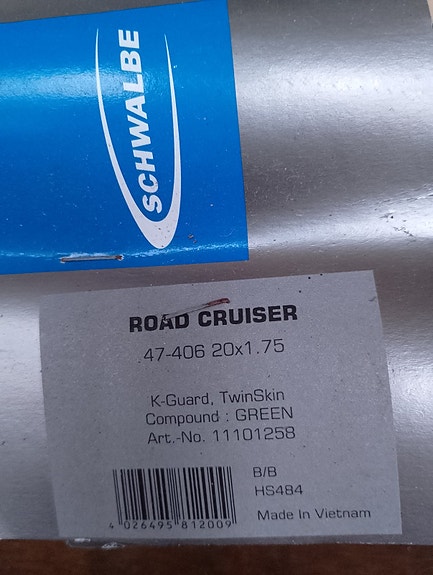 SCHWALBE
ROAD CRUISER
47-406 20x1.75
K-Guard, TwinSkin
Compound : GREEN
Art.-No. 11101258
B/B
HS484
Made In Vietnam
4 026495 812009